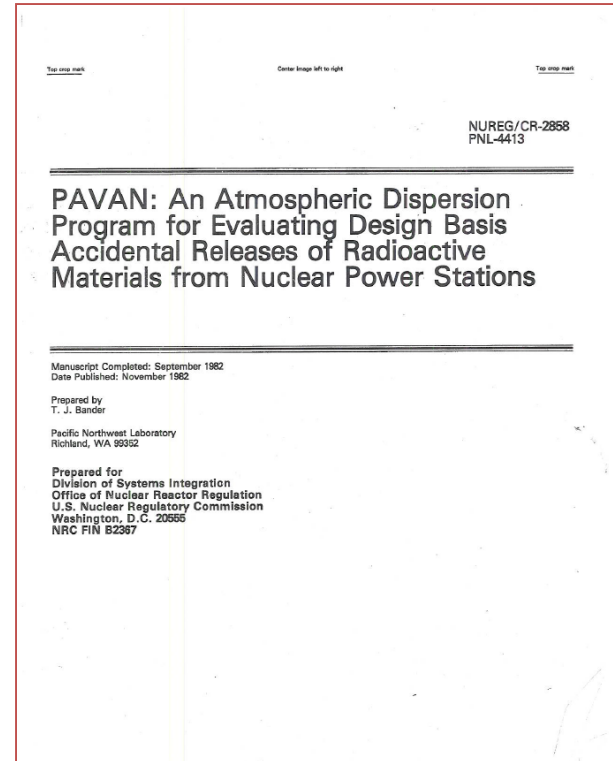 Top crop mark
Center image left to right
Top crop mark
NUREG/CR-2858
PNL-4413
PAVAN: An Atmospheric Dispersion
Program for Evaluating Design Basis
Accidental Releases of Radioactive
Materials from Nuclear Power Stations
Manuscript Completed: September 1982
Date Published: November 1982
Prepared by
T. J. Bander
Pacific Northwest Laboratory
Richland, WA 99352
Prepared for
Division of Systems Integration
Office of Nuclear Reactor Regulation
U.S. Nuclear Regulatory Commission
Washington, D.C. 20555
NRC FIN B2367